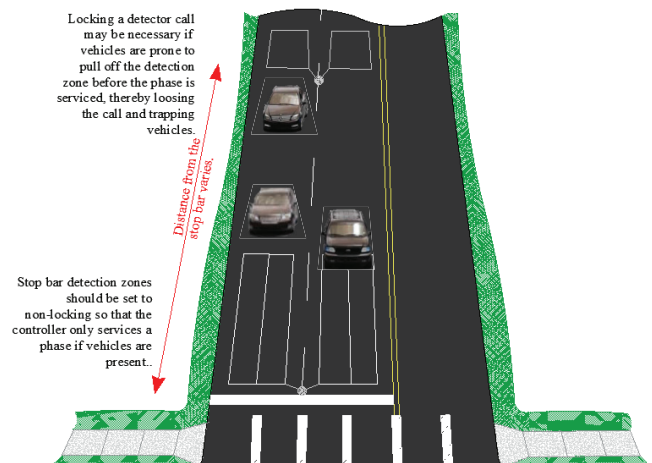 Locking a detector call
may be necessary if
vehicles are prone to
pull off the detection
zone before the phase is
serviced, thereby loosing
the call and trapping
vehicles.
Distance from the
stop bar varies.
Stop bar detection zones
should be set to
non-locking so that the
controller only services a
phase if vehicles are
present..